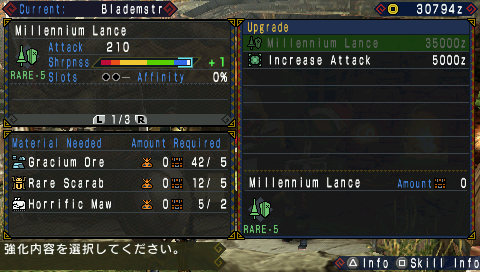 Current: Blademstr
30794z
Millennium Lance
Attack 210
Shrpnss +1
RARE-5 Slots Affinity 0%
L 1/3 R
Material Needed Amount Required
Gracium Ore 0 42/ 5
Rare Scarab 0 12/ 5
Horrific Maw 0 5/ 2
Upgrade
Millennium Lance 35000z
Increase Attack 5000z
Millennium Lance Amount 0
RARE-5
強化内容を選択してください。
Info Skill Info